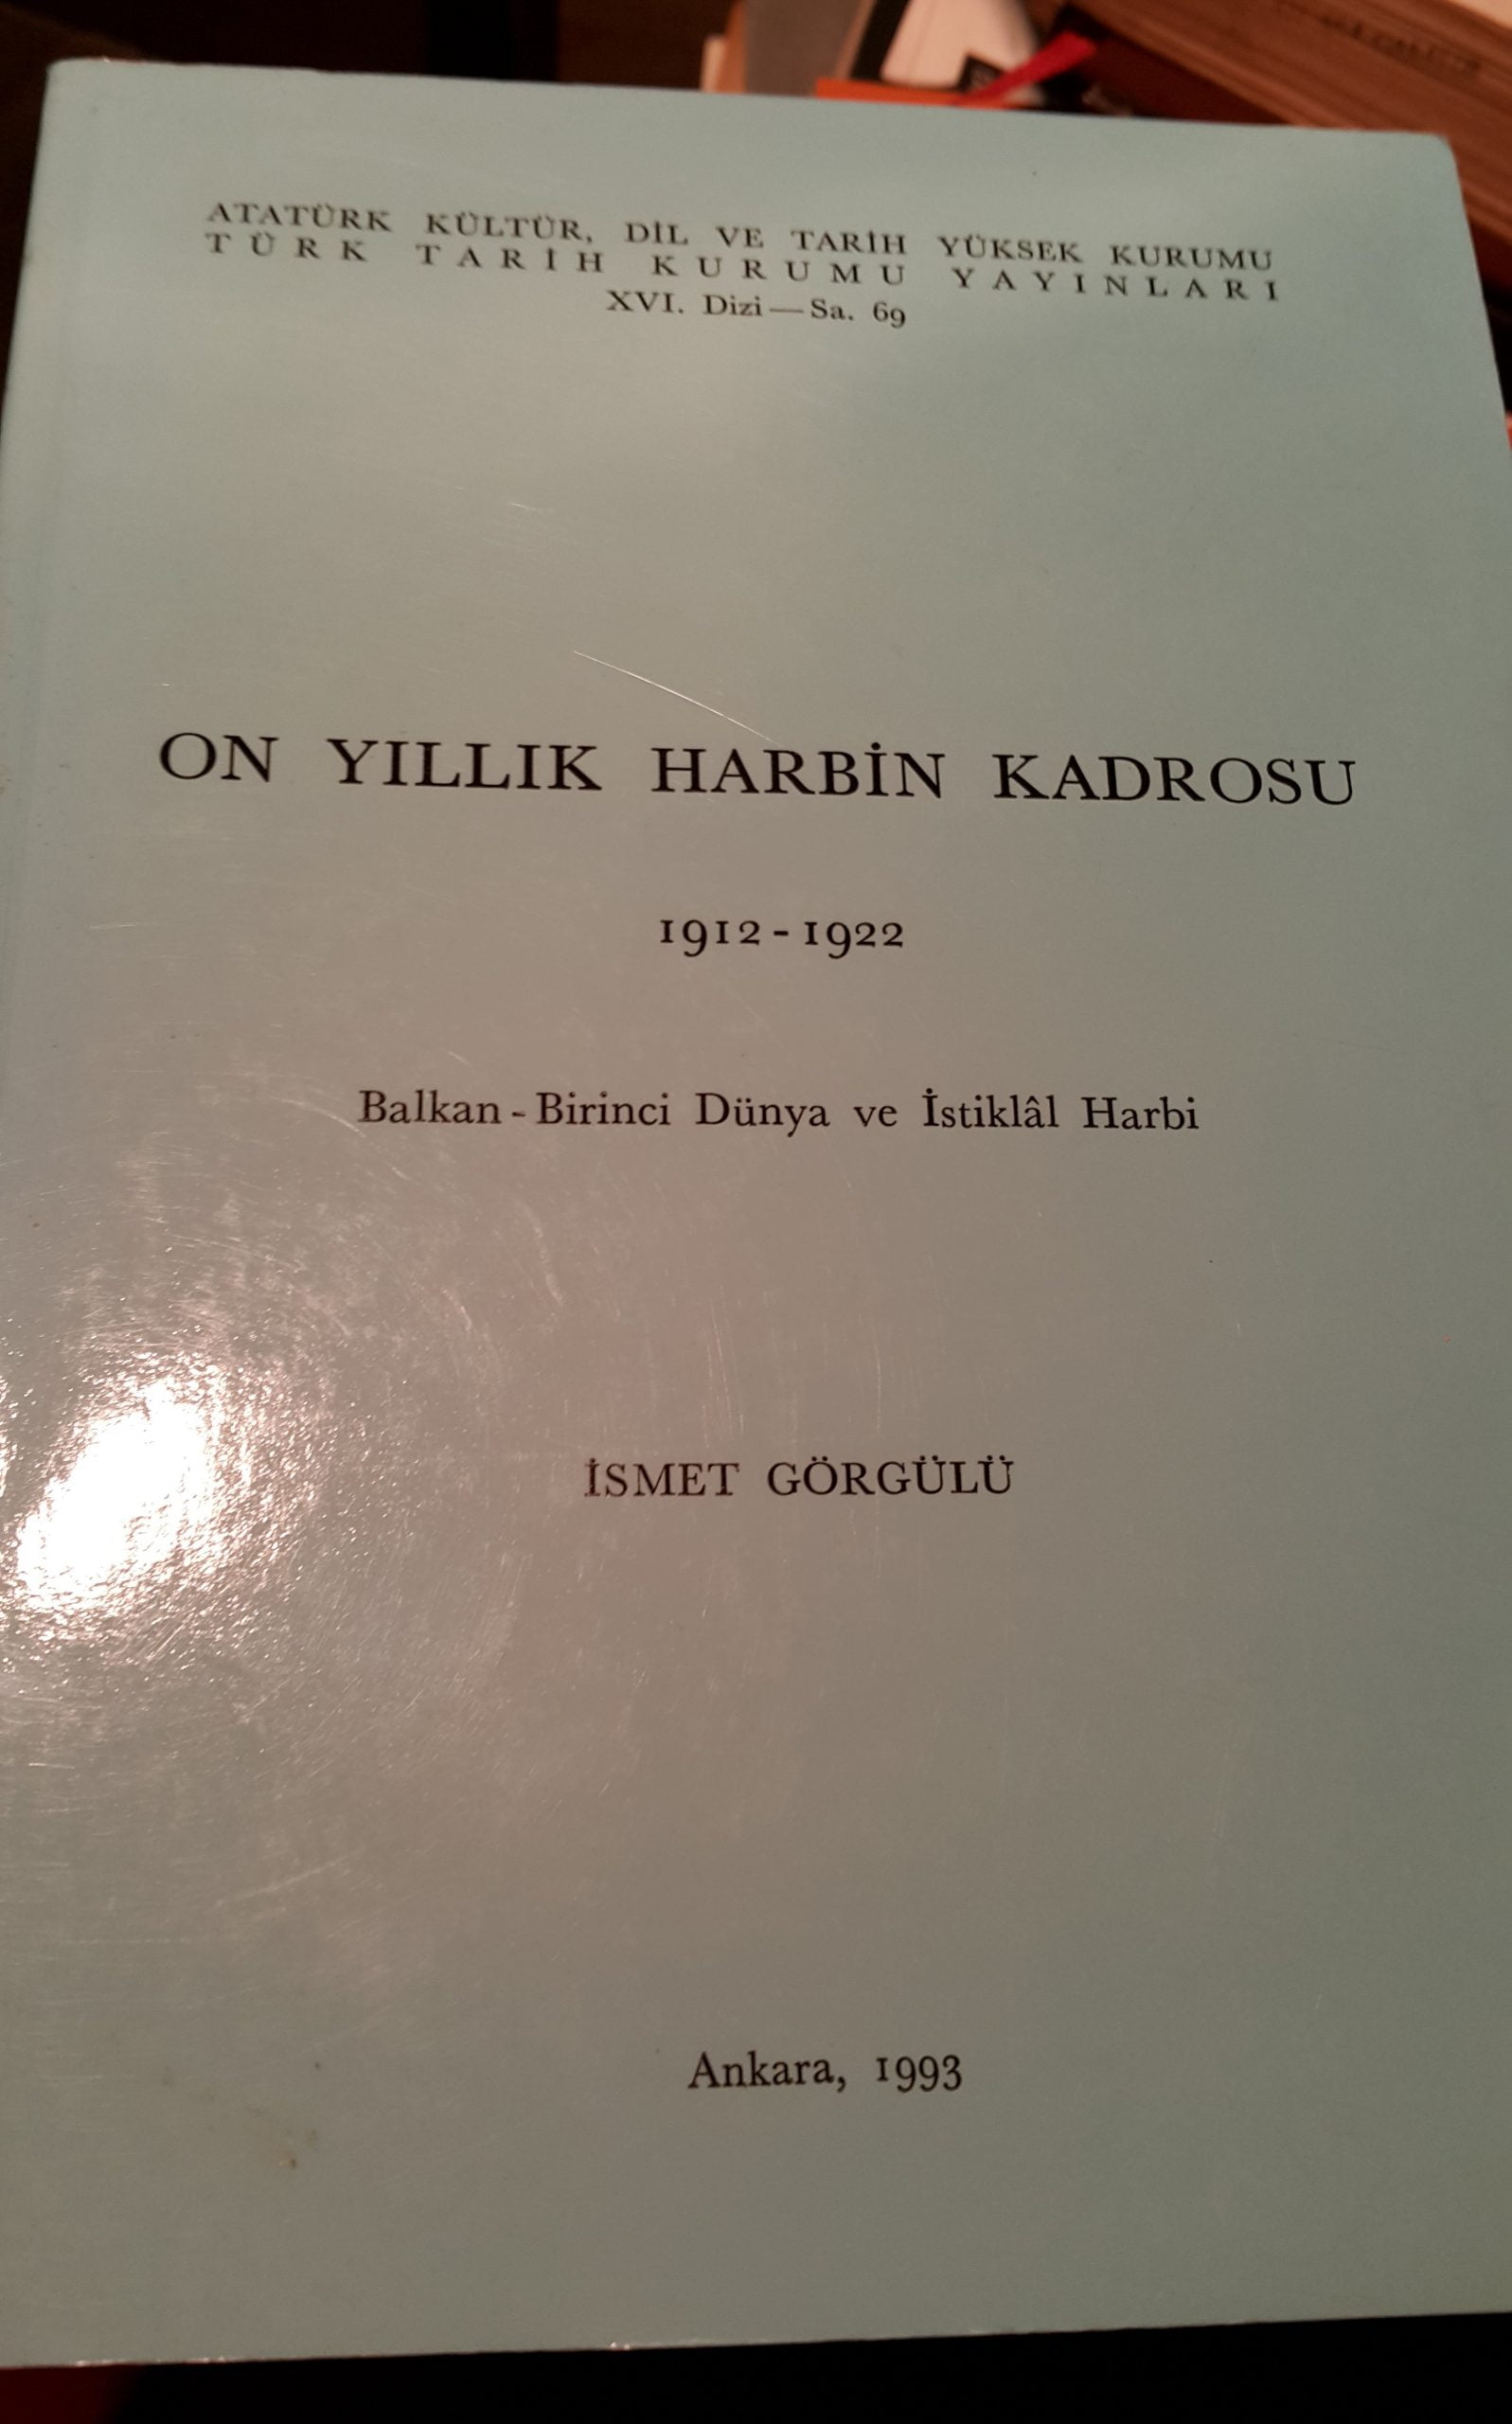 ATATÜRK KÜLTÜR, DİL VE TARİH YÜKSEK KURUMU
TÜRK TARİH KURUMU YAYINLARI
XVI. Dizi — Sa. 69
ON YILLIK HARBİN KADROSU
1912 - 1922
Balkan - Birinci Dünya ve İstiklâl Harbi
İSMET GÖRGÜLÜ
Ankara, 1993